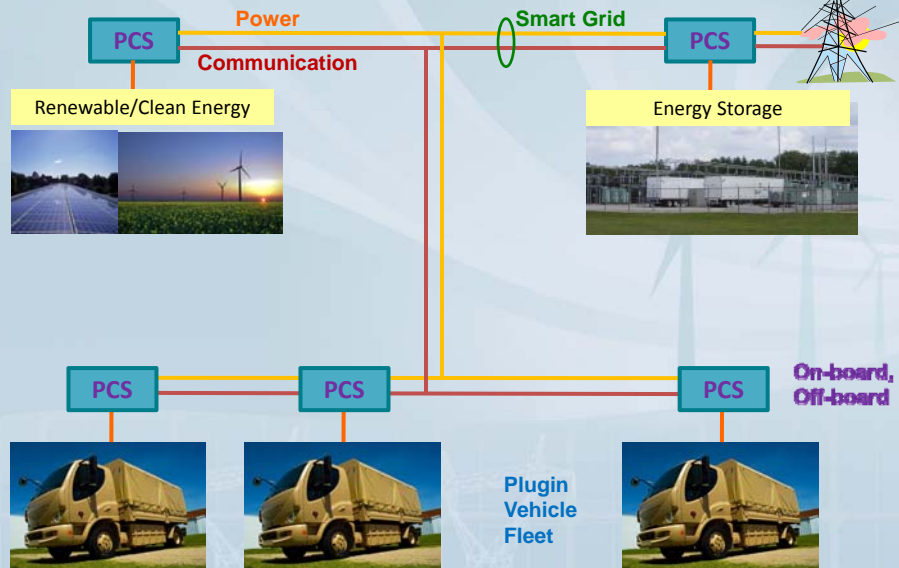 Power
Smart Grid
PCS
PCS
Communication
Renewable/Clean Energy
Energy Storage
PCS
PCS
PCS
On-board,
Off-board
Plugin
Vehicle
Fleet